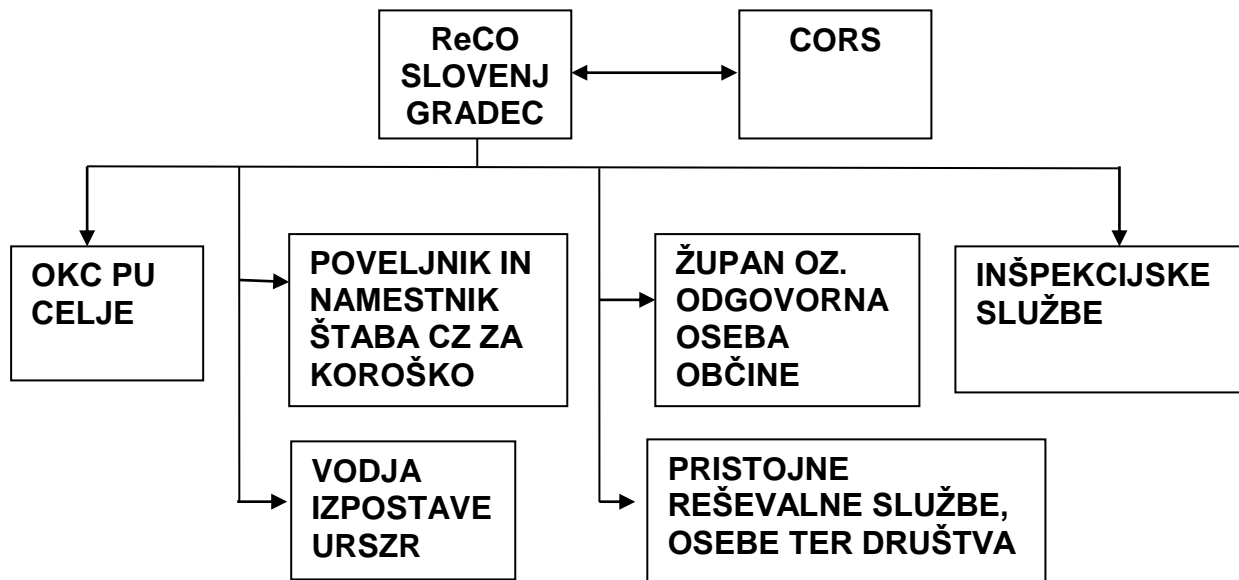 ReCO
SLOVENJ
GRADEC
CORS
OKC PU
CELJE
POVELJNIK IN
NAMESTNIK
ŠTABA CZ ZA
KOROŠKO
ŽUPAN OZ.
ODGOVORNA
OSEBA
OBČINE
INŠPEKCIJSKE
SLUŽBE
VODJA
IZPOSTAVE
URSZR
PRISTOJNE
REŠEVALNE SLUŽBE,
OSEBE TER DRUŠTVA